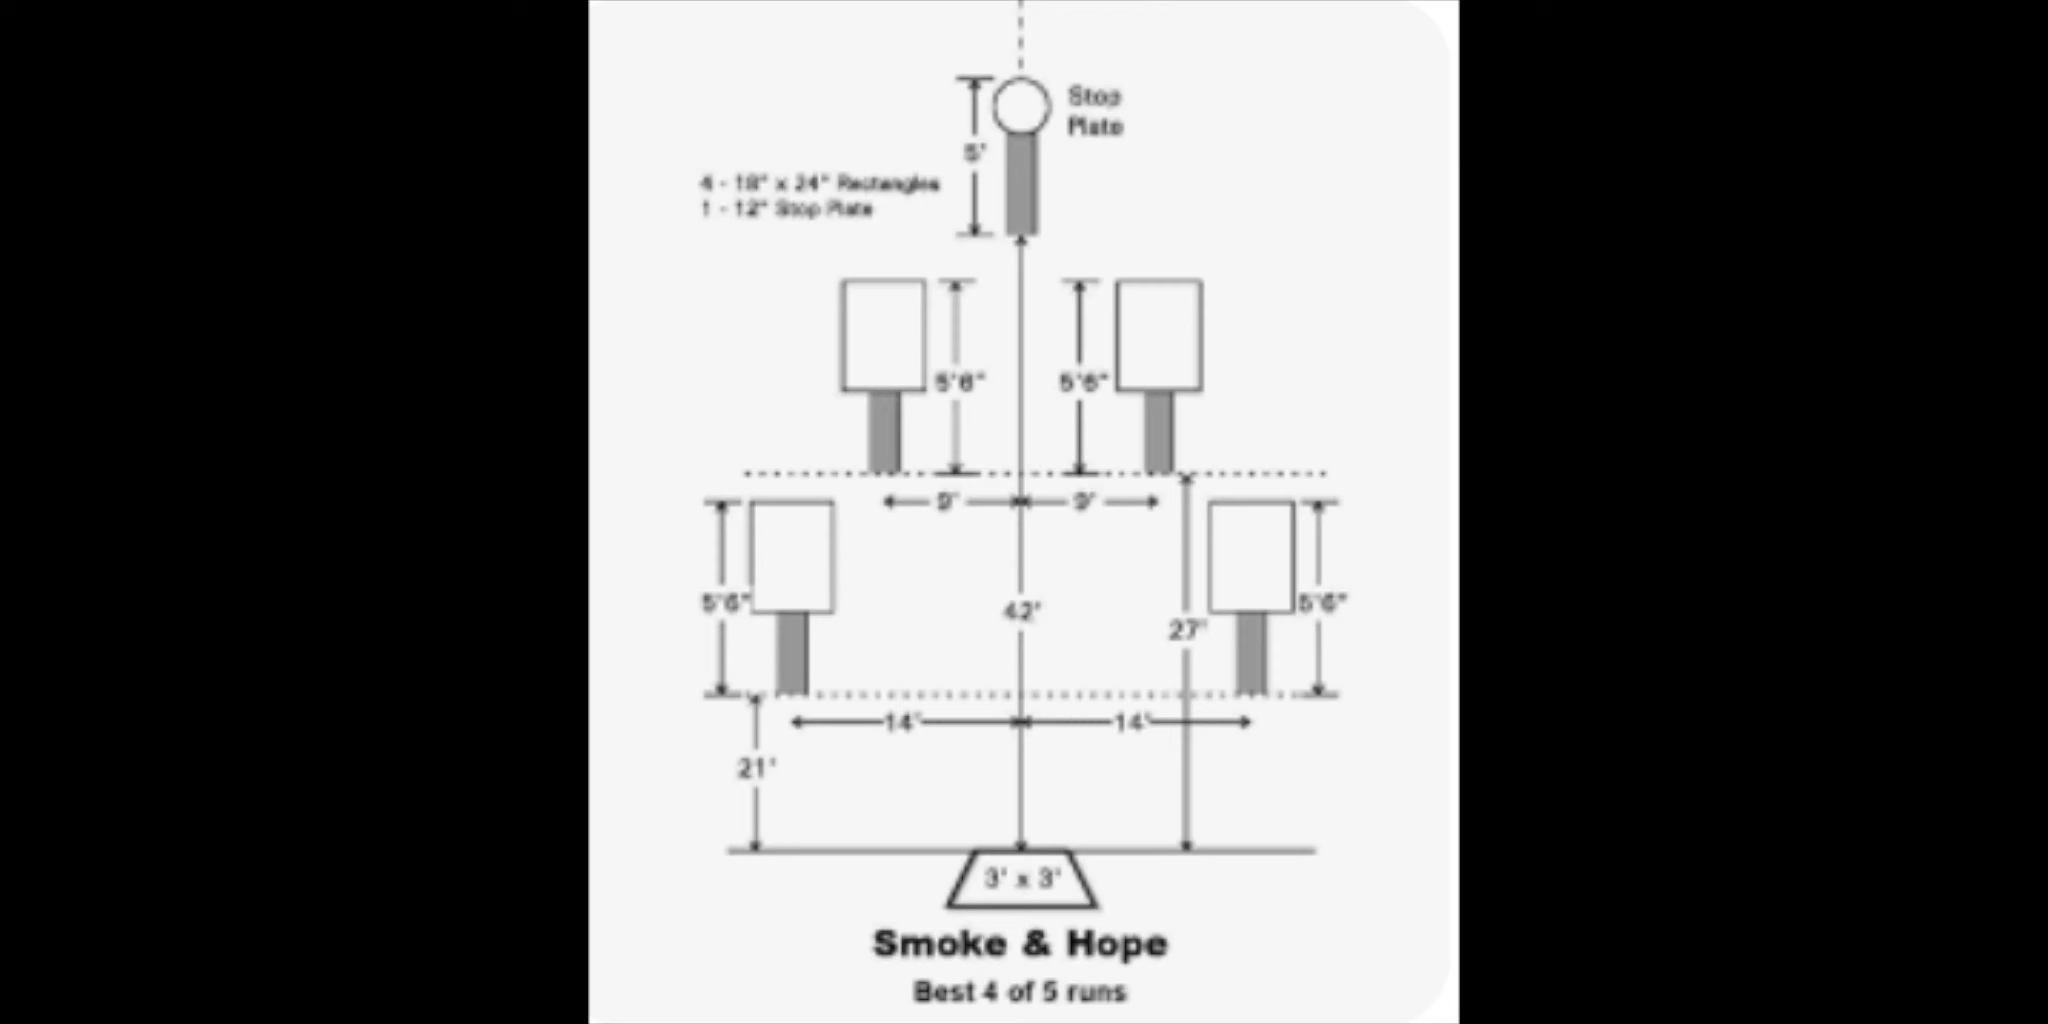 Stop
Plate
5'
4 - 18" x 24" Rectangles
1 - 12" Stop Plate
5'6" 5'6"
9' 9'
5'6" 5'6"
42'
27'
14' 14'
21'
3' x 3'
Smoke & Hope
Best 4 of 5 runs